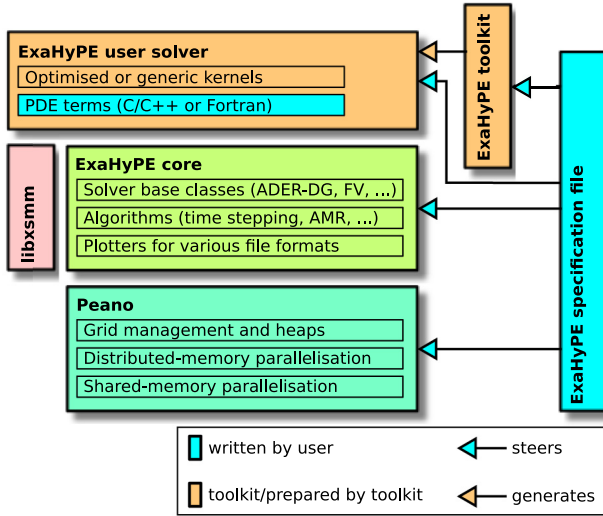 ExaHyPE user solver
Optimised or generic kernels
PDE terms (C/C++ or Fortran)
ExaHyPE toolkit
ExaHyPE specification file
libxsmm
ExaHyPE core
Solver base classes (ADER-DG, FV, ...)
Algorithms (time stepping, AMR, ...)
Plotters for various file formats
Peano
Grid management and heaps
Distributed-memory parallelisation
Shared-memory parallelisation
written by user
steers
toolkit/prepared by toolkit
generates